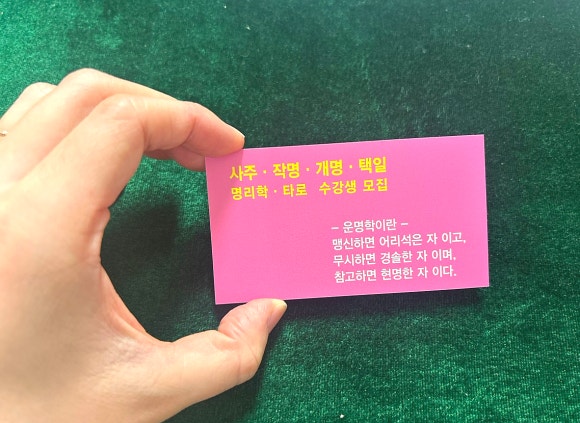 사주 · 작명 · 개명 · 택일
명리학 · 타로 수강생 모집
– 운명학이란 –
맹신하면 어리석은 자 이고,
무시하면 경솔한 자 이며,
참고하면 현명한 자 이다.